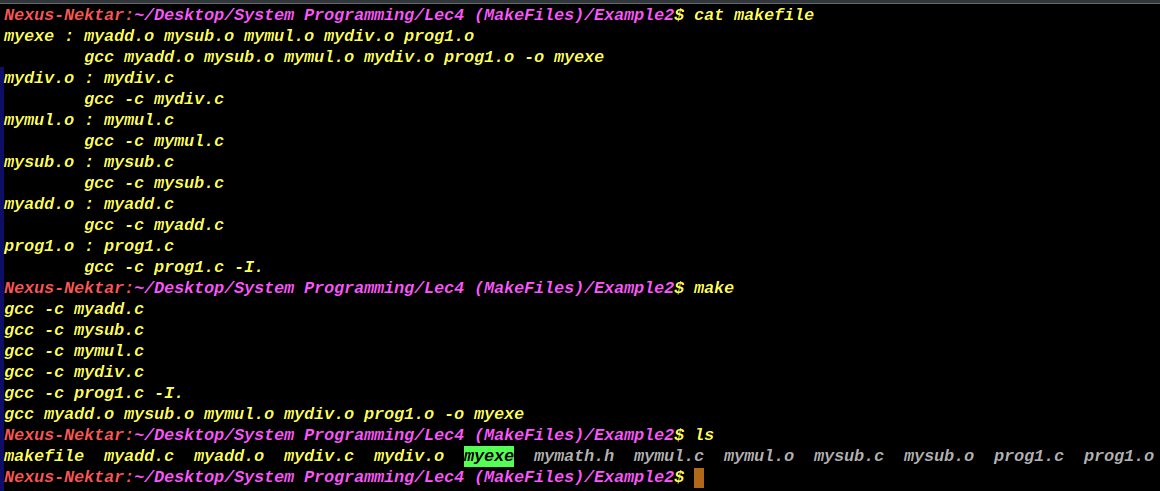 Nexus-Nektar:~/Desktop/System Programming/Lec4 (MakeFiles)/Example2$ cat makefile
myexe : myadd.o mysub.o mymul.o mydiv.o prog1.o
        gcc myadd.o mysub.o mymul.o mydiv.o prog1.o -o myexe
mydiv.o : mydiv.c
        gcc -c mydiv.c
mymul.o : mymul.c
        gcc -c mymul.c
mysub.o : mysub.c
        gcc -c mysub.c
myadd.o : myadd.c
        gcc -c myadd.c
prog1.o : prog1.c
        gcc -c prog1.c -I.
Nexus-Nektar:~/Desktop/System Programming/Lec4 (MakeFiles)/Example2$ make
gcc -c myadd.c
gcc -c mysub.c
gcc -c mymul.c
gcc -c mydiv.c
gcc -c prog1.c -I.
gcc myadd.o mysub.o mymul.o mydiv.o prog1.o -o myexe
Nexus-Nektar:~/Desktop/System Programming/Lec4 (MakeFiles)/Example2$ ls
makefile  myadd.c  myadd.o  mydiv.c  mydiv.o  myexe  mymath.h  mymul.c  mymul.o  mysub.c  mysub.o  prog1.c  prog1.o
Nexus-Nektar:~/Desktop/System Programming/Lec4 (MakeFiles)/Example2$